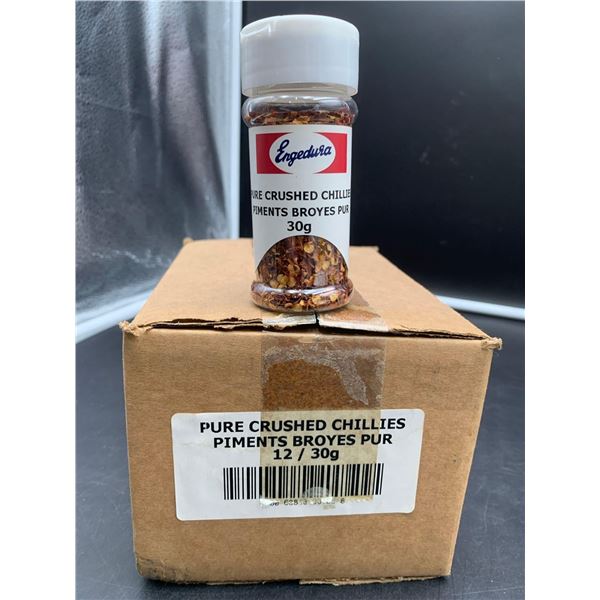 Engedura
PURE CRUSHED CHILLIES
PIMENTS BROYES PUR
30g
PURE CRUSHED CHILLIES
PIMENTS BROYES PUR
12 / 30g